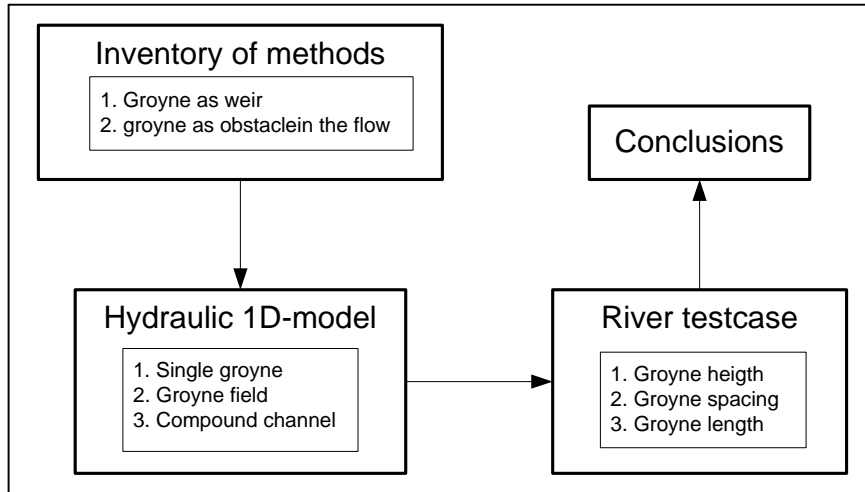 Inventory of methods
1. Groyne as weir
2. groyne as obstaclein the flow
Hydraulic 1D-model
1. Single groyne
2. Groyne field
3. Compound channel
River testcase
1. Groyne heigth
2. Groyne spacing
3. Groyne length
Conclusions